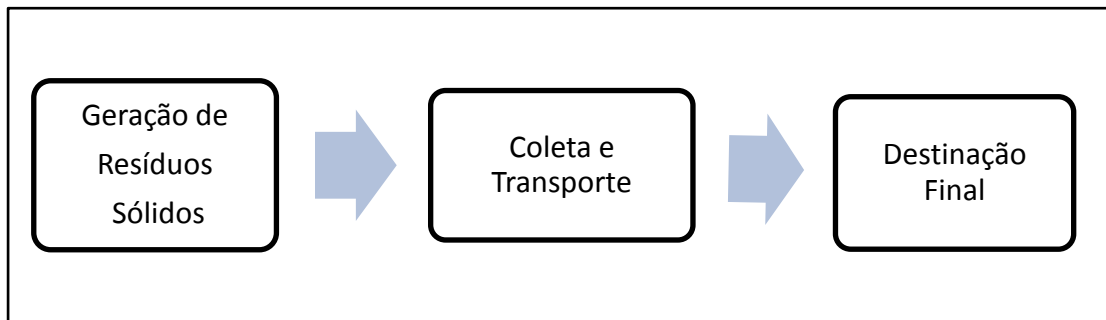 Geração de
Resíduos
Sólidos
Coleta e
Transporte
Destinação
Final